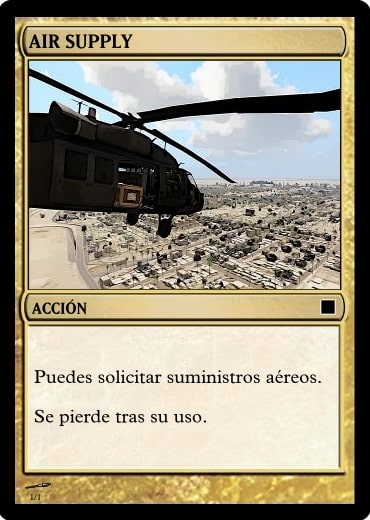 AIR SUPPLY
ACCIÓN
Puedes solicitar suministros aéreos.
Se pierde tras su uso.
1/1